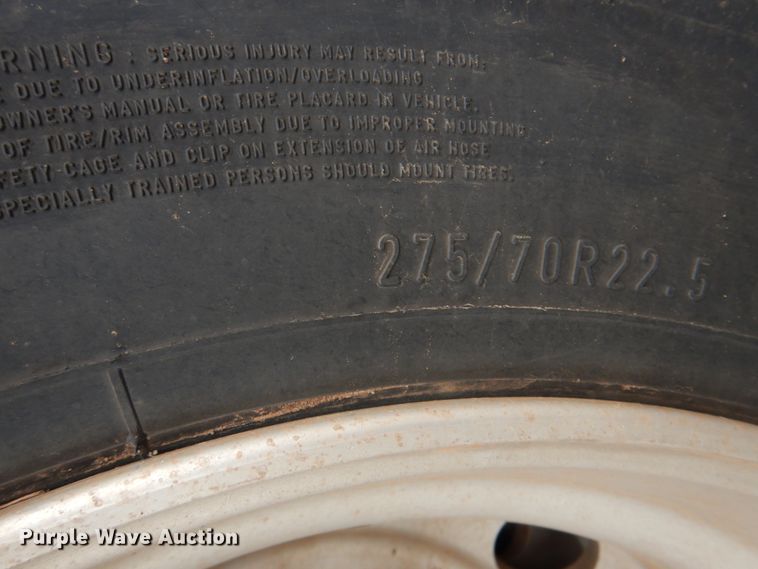 RNING : SERIOUS INJURY MAY RESULT FROM:
DUE TO UNDERINFLATION/OVERLOADING
OWNER'S MANUAL OR TIRE PLACARD IN VEHICLE.
OF TIRE/RIM ASSEMBLY DUE TO IMPROPER MOUNTING
FETY CAGE AND CLIP ON EXTENSION OF AIR HOSE
SPECIALLY TRAINED PERSONS SHOULD MOUNT TIRES.
275/70R22.5
Purple Wave Auction